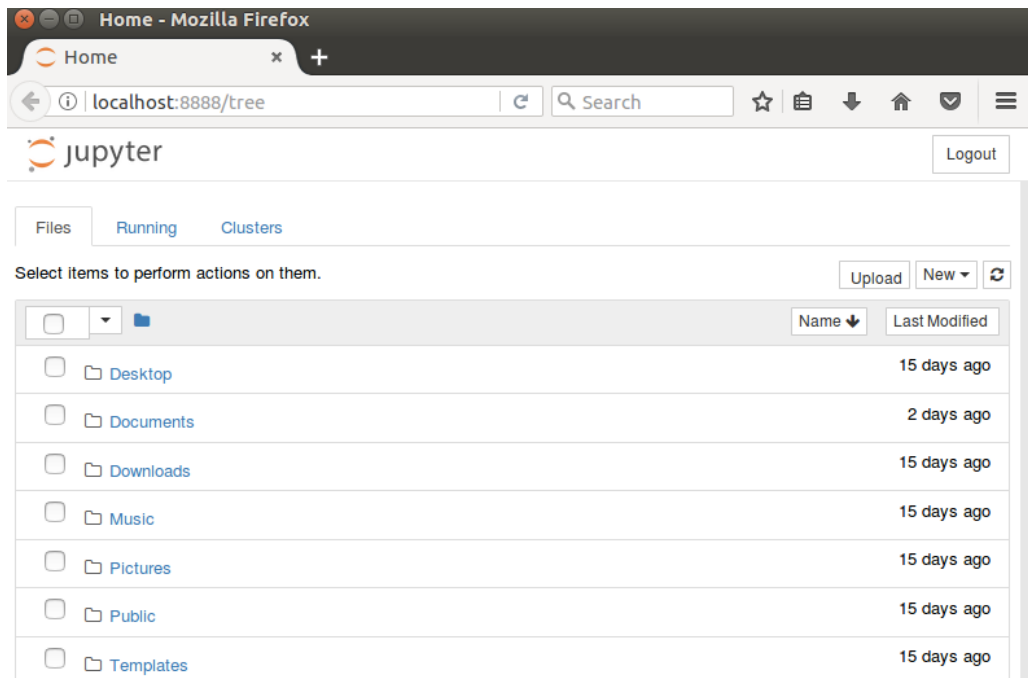 Home - Mozilla Firefox
Home
localhost:8888/tree
Search
jupyter
Logout
Files Running Clusters
Select items to perform actions on them.
Upload New
Name Last Modified
Desktop 15 days ago
Documents 2 days ago
Downloads 15 days ago
Music 15 days ago
Pictures 15 days ago
Public 15 days ago
Templates 15 days ago